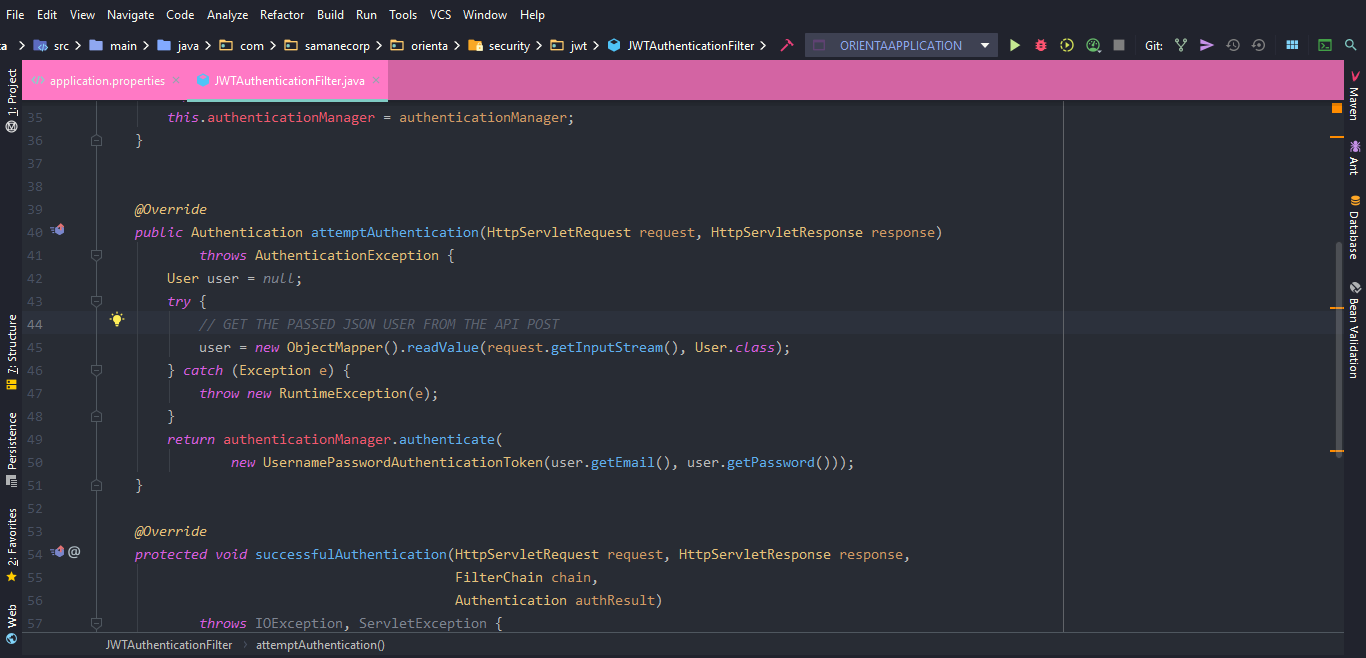 File Edit View Navigate Code Analyze Refactor Build Run Tools VCS Window Help
a src main java com samanecorp orienta security jwt JWTAuthenticationFilter ORIENTAAPPLICATION Git:
application.properties JWTAuthenticationFilter.java
1: Project
7: Structure
Persistence
2: Favorites
Web
35 this.authenticationManager = authenticationManager;
36 }
37
38
39 @Override
40 public Authentication attemptAuthentication(HttpServletRequest request, HttpServletResponse response)
41 throws AuthenticationException {
42 User user = null;
43 try {
44 // GET THE PASSED JSON USER FROM THE API POST
45 user = new ObjectMapper().readValue(request.getInputStream(), User.class);
46 } catch (Exception e) {
47 throw new RuntimeException(e);
48 }
49 return authenticationManager.authenticate(
50 new UsernamePasswordAuthenticationToken(user.getEmail(), user.getPassword()));
51 }
52
53 @Override
54 @ protected void successfulAuthentication(HttpServletRequest request, HttpServletResponse response,
55 FilterChain chain,
56 Authentication authResult)
57 throws IOException, ServletException {
Maven
Ant
Database
Bean Validation
JWTAuthenticationFilter attemptAuthentication()